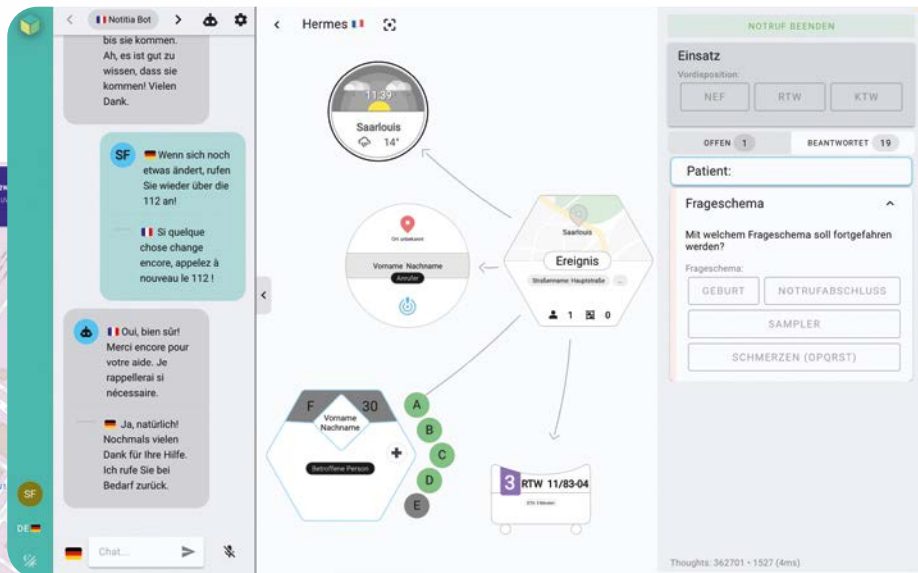 Notitia Bot
bis sie kommen.
Ah, es ist gut zu
wissen, dass sie
kommen! Vielen
Dank.
SF
Wenn sich noch
etwas ändert, rufen
Sie wieder über die
112 an!
Si quelque
chose change
encore, appelez à
nouveau le 112 !
Oui, bien sûr!
Merci encore pour
votre aide. Je
rappellerai si
nécessaire.
Ja, natürlich!
Nochmals vielen
Dank für Ihre Hilfe.
Ich rufe Sie bei
Bedarf zurück.
SF
DE
Chat...
Hermes
11:39
Saarlouis
14°
Ort unbekannt
Vorname Nachname
Anrufer
Saarlouis
Ereignis
Straßenname: Hauptstraße ...
1 0
F 30
Vorname
Nachname
Betroffene Person
A
B
C
D
E
3 RTW 11/83-04
NOTRUF BEENDEN
Einsatz
Vordisposition:
NEF RTW KTW
OFFEN 1 BEANTWORTET 19
Patient:
Frageschema
Mit welchem Frageschema soll fortgefahren
werden?
Frageschema:
GEBURT NOTRUFABSCHLUSS
SAMPLER
SCHMERZEN (OPQRST)
Thoughts: 362701 • 1527 (4ms)